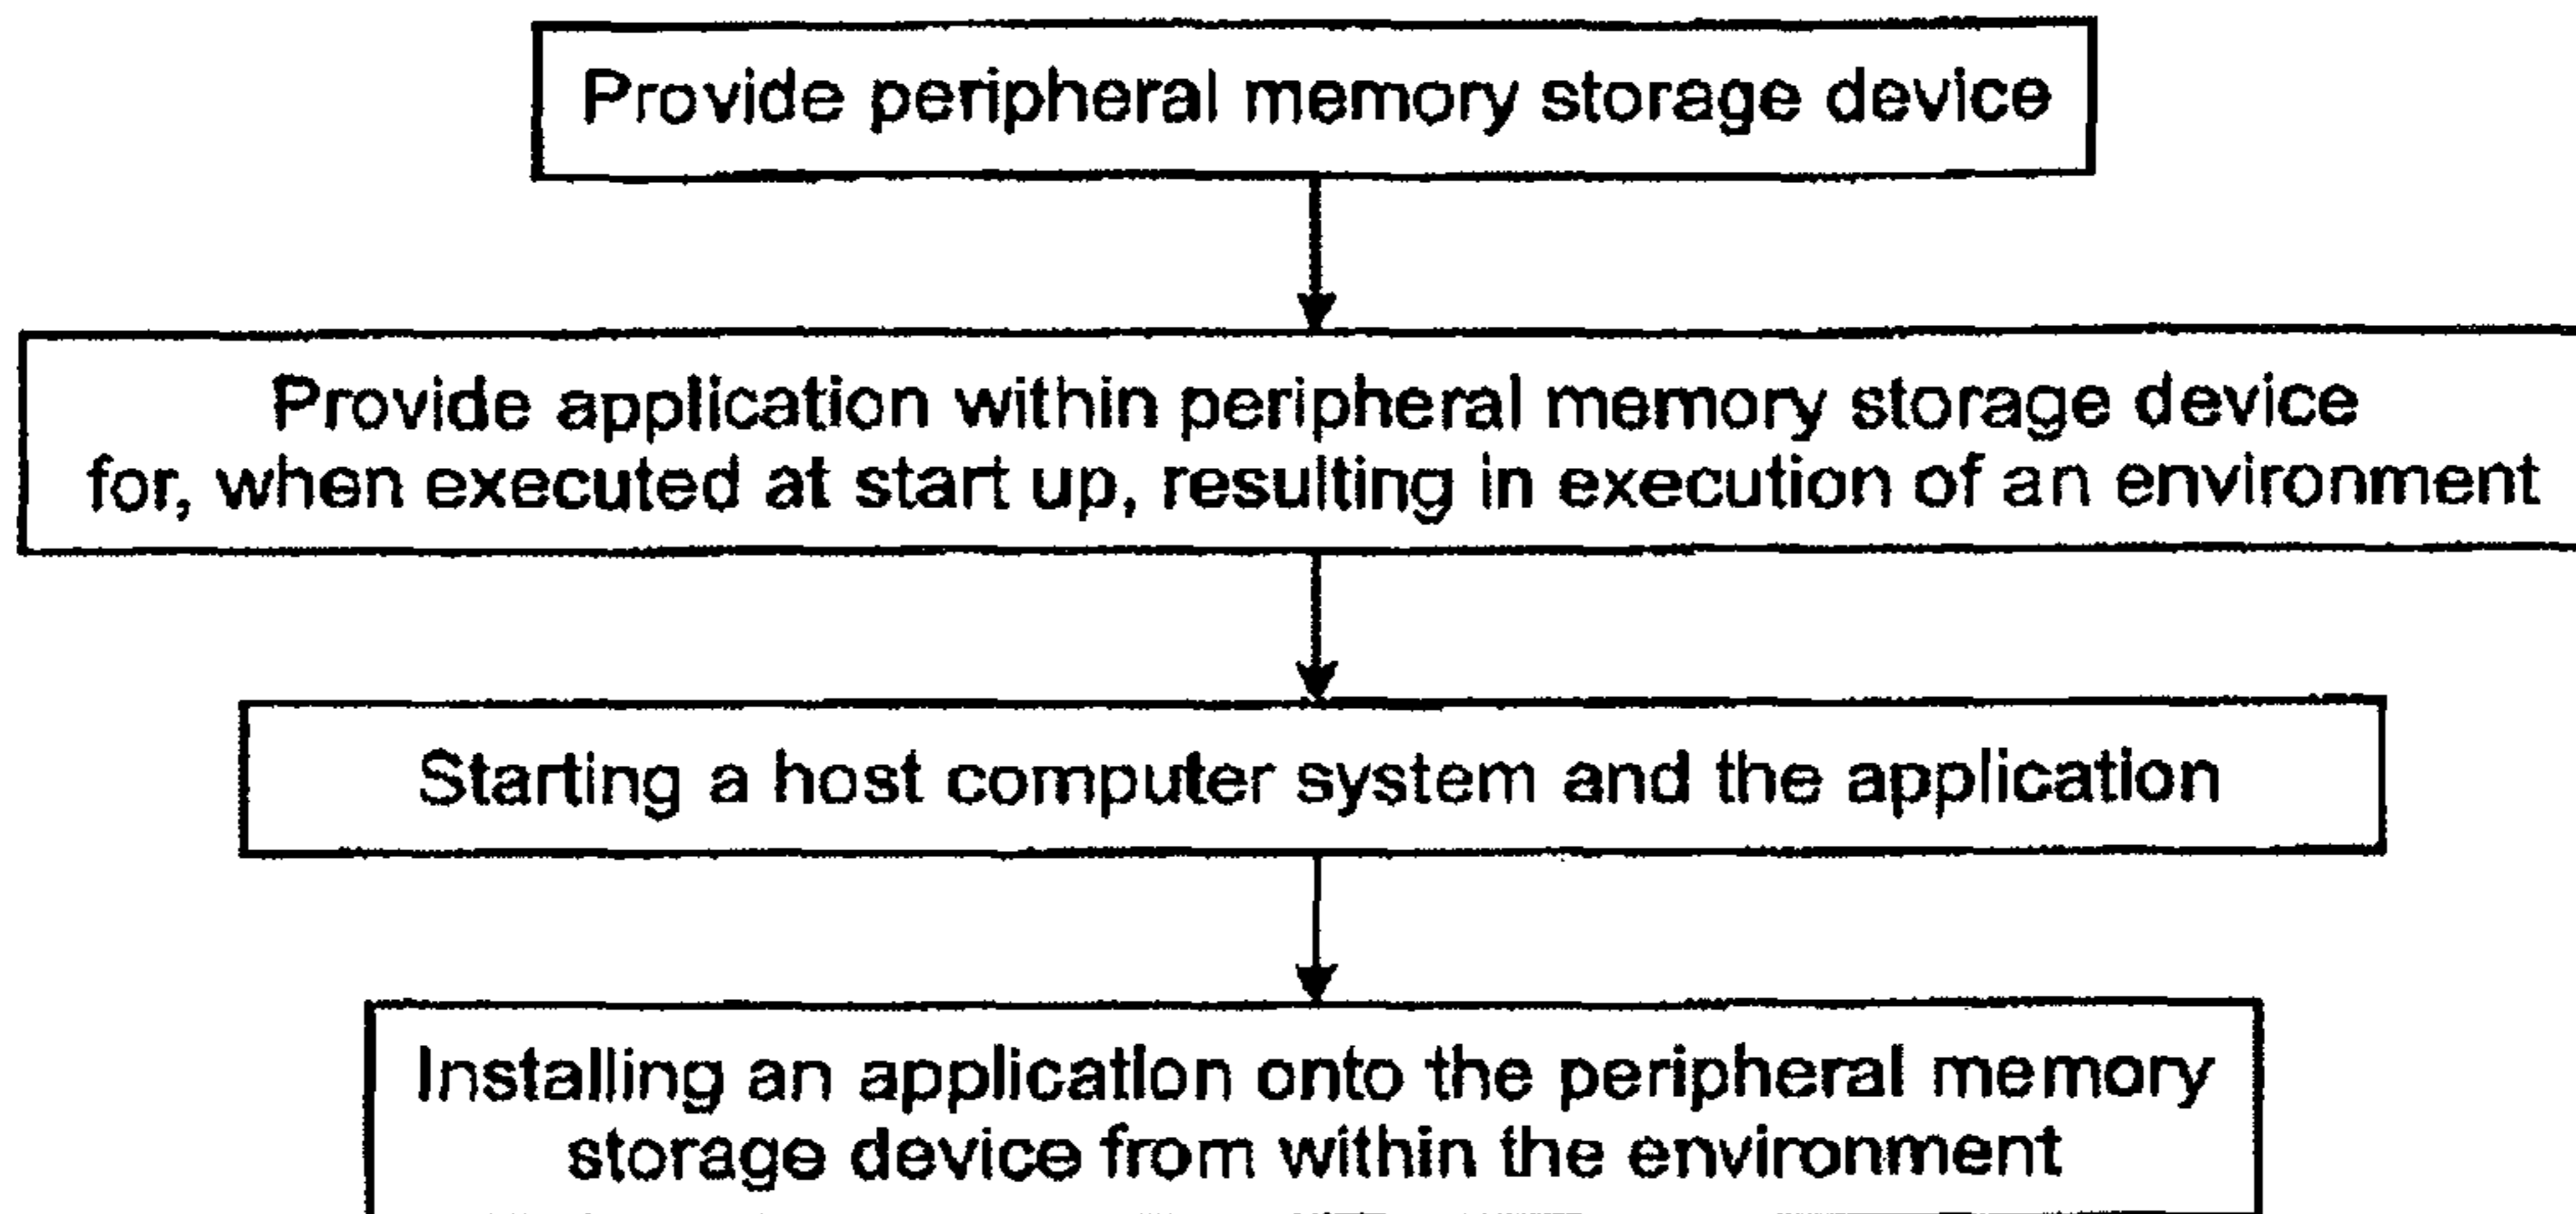 Provide peripheral memory storage device
Provide application within peripheral memory storage device
for, when executed at start up, resulting in execution of an environment
Starting a host computer system and the application
Installing an application onto the peripheral memory
storage device from within the environment